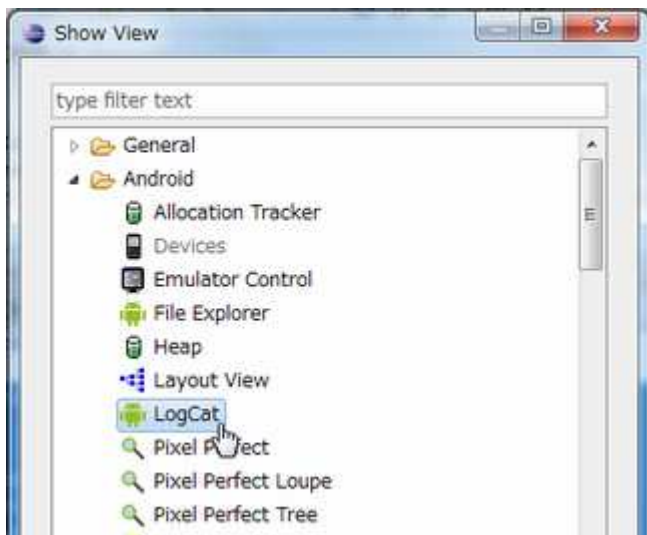 Show View
type filter text
General
Android
Allocation Tracker
Devices
Emulator Control
File Explorer
Heap
Layout View
LogCat
Pixel Perfect
Pixel Perfect Loupe
Pixel Perfect Tree